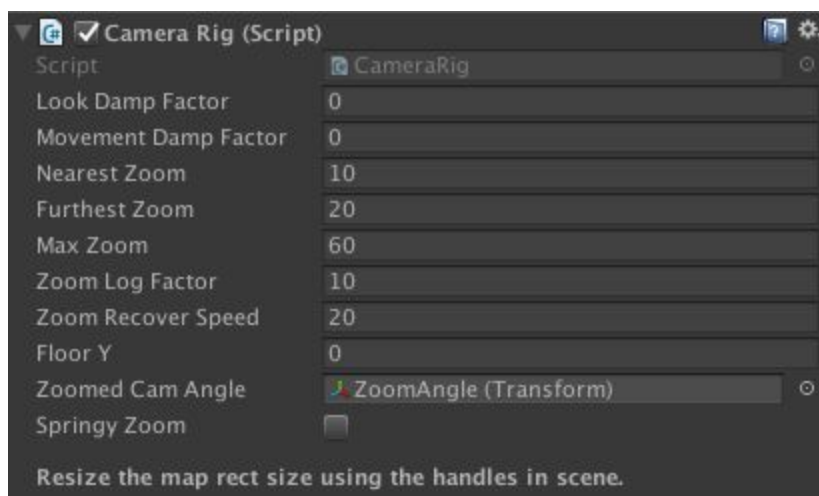 Camera Rig (Script)
Script CameraRig
Look Damp Factor 0
Movement Damp Factor 0
Nearest Zoom 10
Furthest Zoom 20
Max Zoom 60
Zoom Log Factor 10
Zoom Recover Speed 20
Floor Y 0
Zoomed Cam Angle ZoomAngle (Transform)
Springy Zoom
Resize the map rect size using the handles in scene.